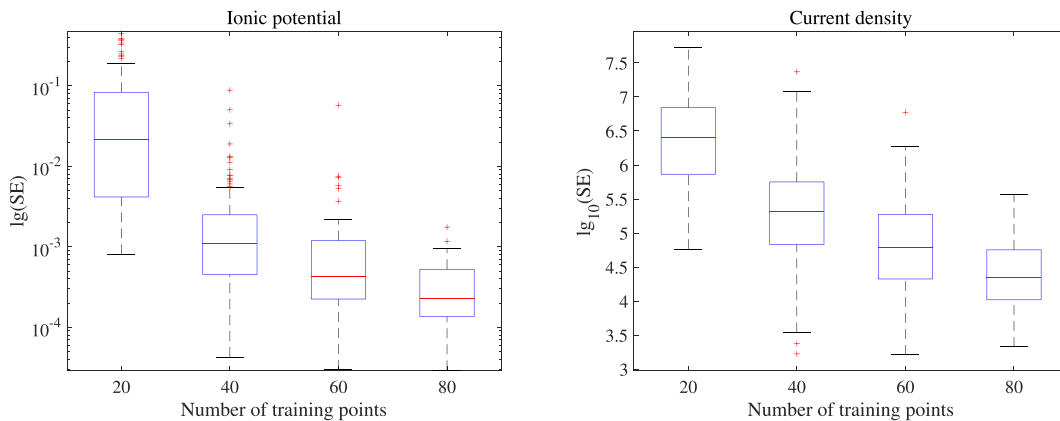 Ionic potential
lg(SE)
10^-1
10^-2
10^-3
10^-4
20 40 60 80
Number of training points
Current density
lg_10(SE)
7.5
7
6.5
6
5.5
5
4.5
4
3.5
3
20 40 60 80
Number of training points